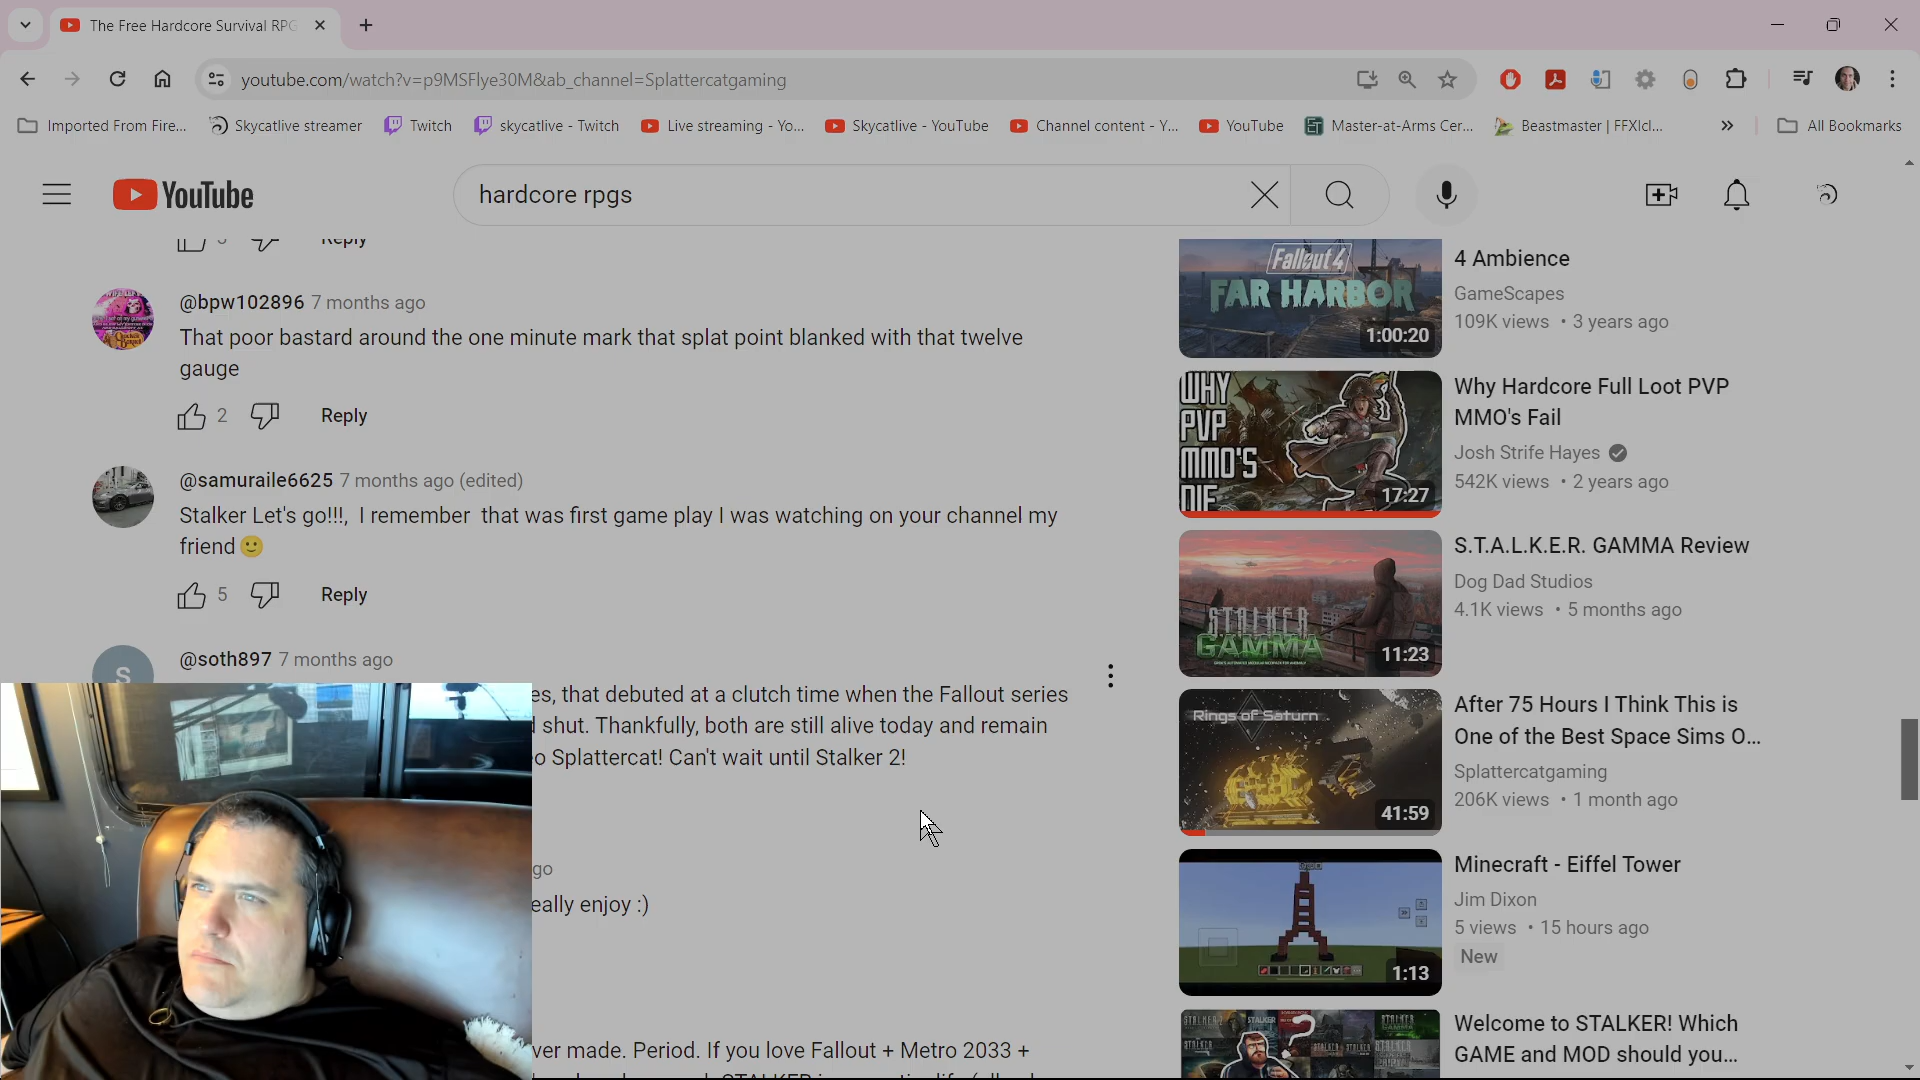 The Free Hardcore Survival RPG
youtube.com/watch?v=p9MSFlye30M&ab_channel=Splattercatgaming
Imported From Fire...
Skycatlive streamer
Twitch
skycatlive - Twitch
Live streaming - Yo...
Skycatlive - YouTube
Channel content - Y...
YouTube
Master-at-Arms Cer...
Beastmaster | FFXIcl...
All Bookmarks
YouTube
hardcore rpgs
Reply
@bpw102896 7 months ago
That poor bastard around the one minute mark that splat point blanked with that twelve
gauge
2
Reply
@samuraile6625 7 months ago (edited)
Stalker Let's go!!!, I remember that was first game play I was watching on your channel my
friend🙂
5
Reply
S
@soth897 7 months ago
es, that debuted at a clutch time when the Fallout series
shut. Thankfully, both are still alive today and remain
o Splattercat! Can't wait until Stalker 2!
go
eally enjoy :)
ver made. Period. If you love Fallout + Metro 2033 +
Fallout 4
FAR HARBOR
1:00:20
4 Ambience
GameScapes
109K views • 3 years ago
WHY
PVP
MMO'S
DIE
17:27
Why Hardcore Full Loot PVP
MMO's Fail
Josh Strife Hayes
542K views • 2 years ago
STALKER
GAMMA
11:23
S.T.A.L.K.E.R. GAMMA Review
Dog Dad Studios
4.1K views • 5 months ago
Rings of Saturn
41:59
After 75 Hours I Think This is
One of the Best Space Sims O...
Splattercatgaming
206K views • 1 month ago
1:13
Minecraft - Eiffel Tower
Jim Dixon
5 views • 15 hours ago
New
Welcome to STALKER! Which
GAME and MOD should you...